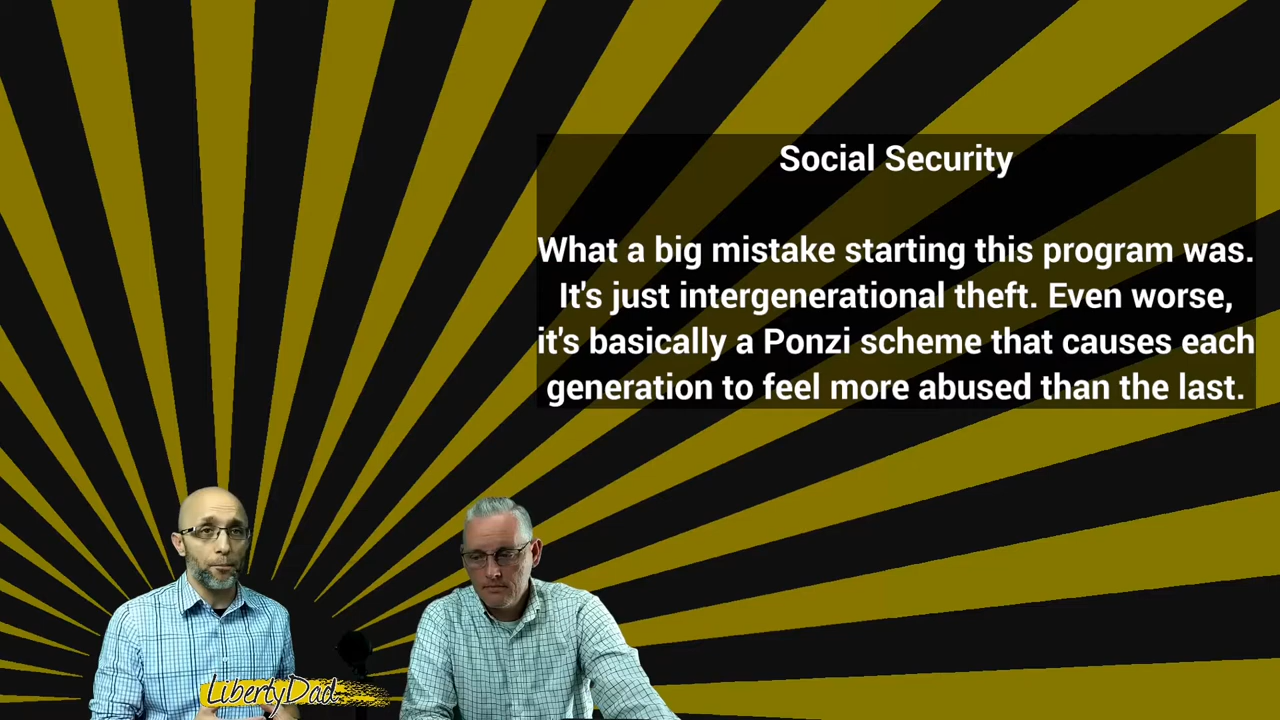 Social Security
What a big mistake starting this program was.
It's just intergenerational theft. Even worse,
it's basically a Ponzi scheme that causes each
generation to feel more abused than the last.
LibertyDad